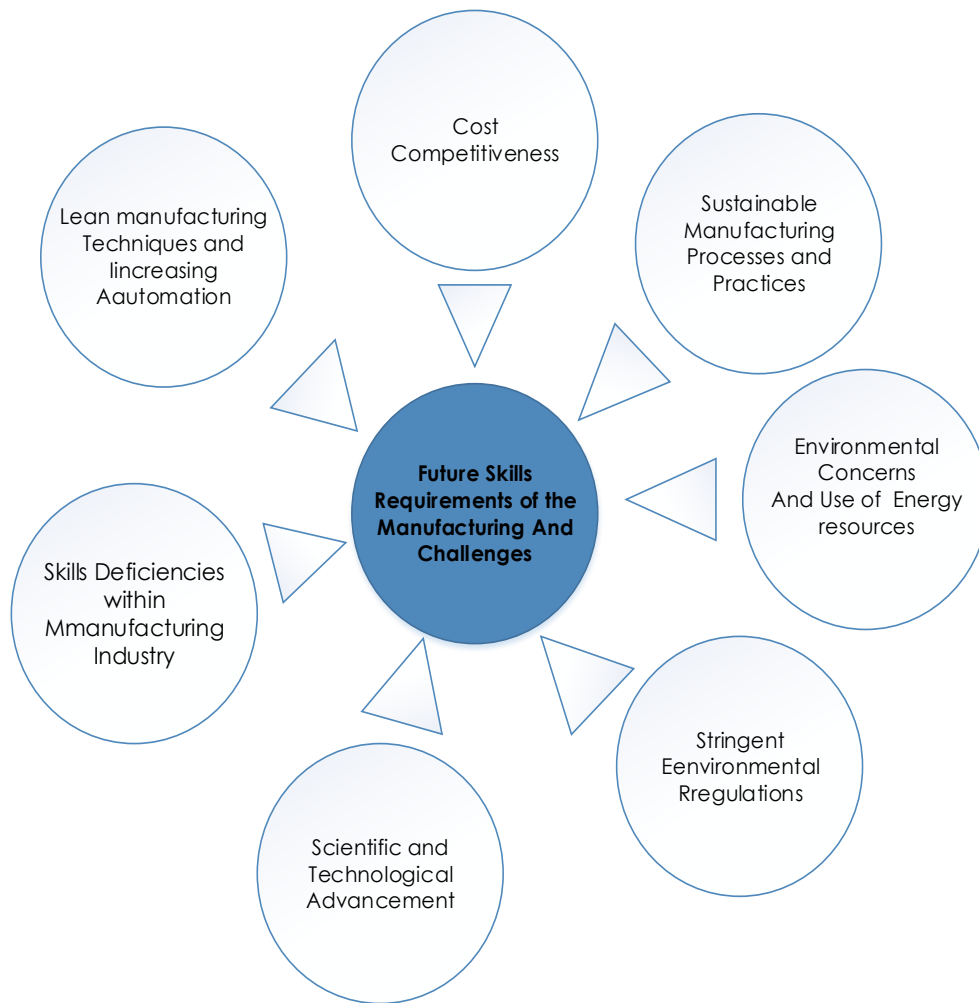 Cost
Competitiveness
Sustainable
Manufacturing
Processes and
Practices
Environmental
Concerns
And Use of  Energy
resources
Stringent
Eenvironmental
Rregulations
Scientific and
Technological
Advancement
Skills Deficiencies
within
Mmanufacturing
Industry
Lean manufacturing
Techniques and
Iincreasing
Aautomation
Future Skills
Requirements of the
Manufacturing And
Challenges